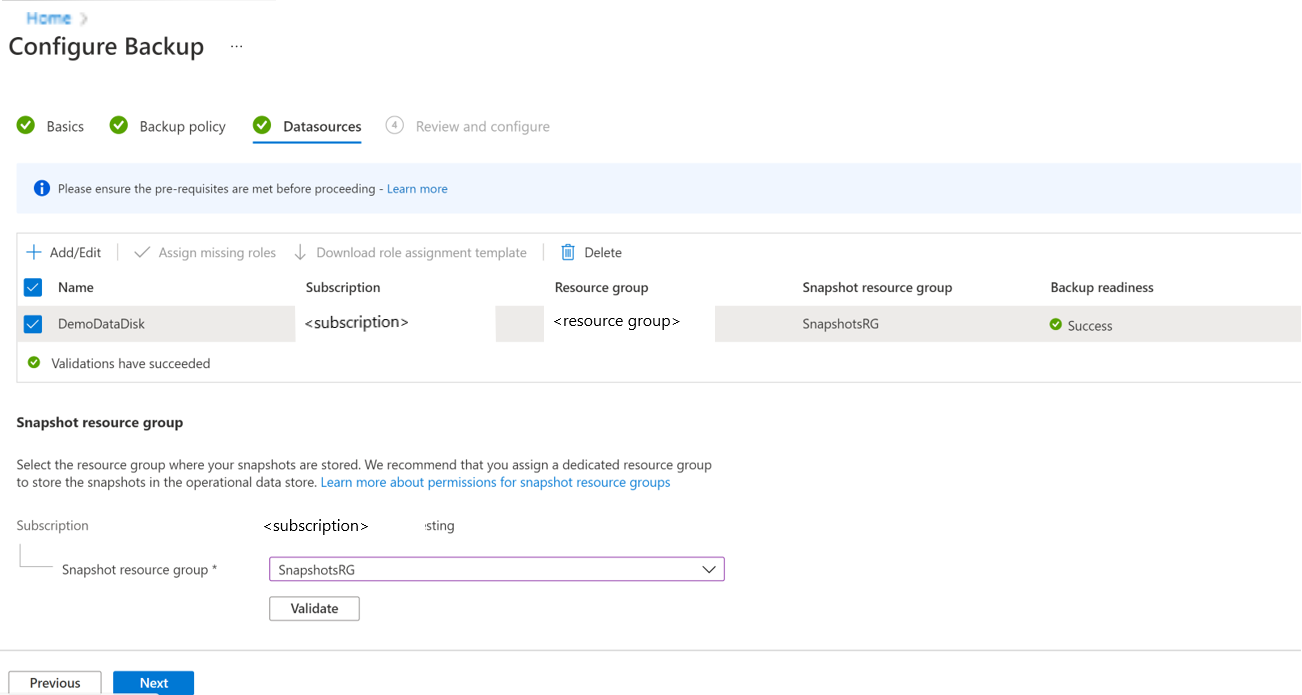 Home
Configure Backup ...
Basics Backup policy Datasources 4 Review and configure
Please ensure the pre-requisites are met before proceeding - Learn more
Add/Edit Assign missing roles Download role assignment template Delete
Name Subscription Resource group Snapshot resource group Backup readiness
DemoDataDisk <subscription> <resource group> SnapshotsRG Success
Validations have succeeded
Snapshot resource group
Select the resource group where your snapshots are stored. We recommend that you assign a dedicated resource group
to store the snapshots in the operational data store. Learn more about permissions for snapshot resource groups
Subscription <subscription> esting
Snapshot resource group * SnapshotsRG
Validate
Previous Next